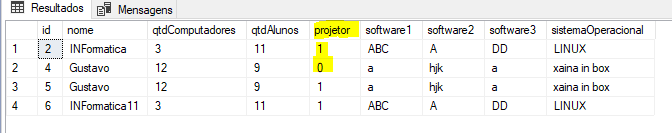 Resultados Mensagens
id nome qtdComputadores qtdAlunos projetor software1 software2 software3 sistemaOperacional
1 2 INFormatica 3 11 1 ABC A DD LINUX
2 4 Gustavo 12 9 0 a hjk a xaina in box
3 5 Gustavo 12 9 1 a hjk a xaina in box
4 6 INFormatica11 3 11 1 ABC A DD LINUX